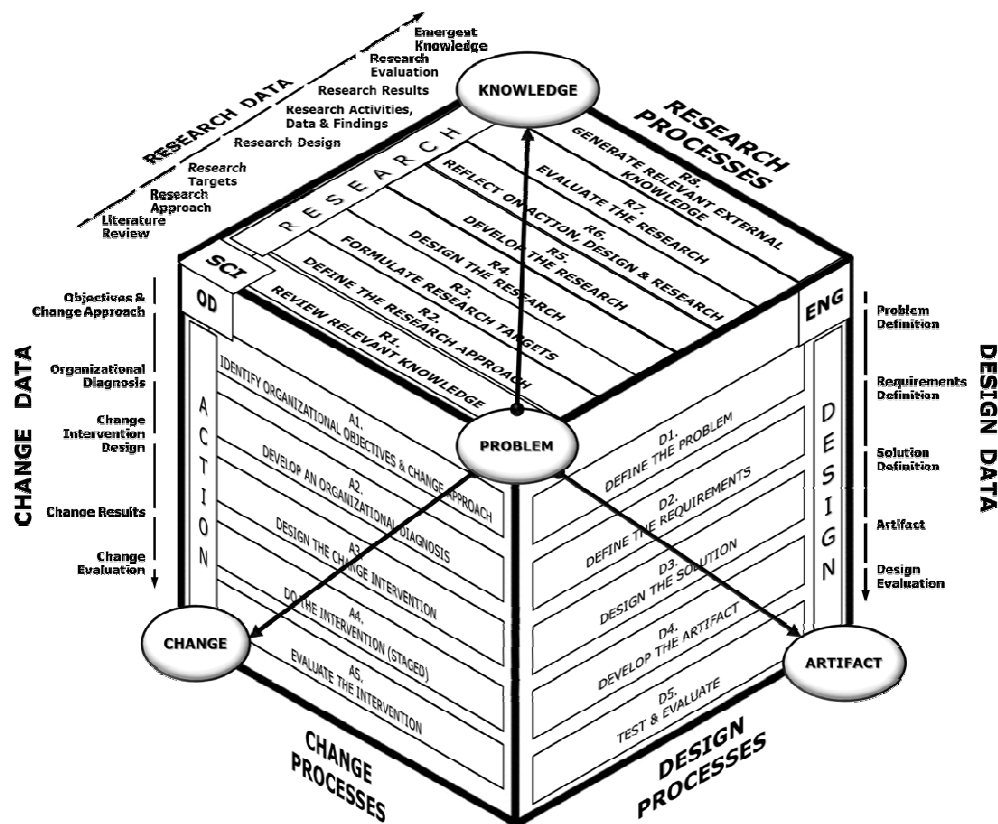 RESEARCH DATA
Emergent
Knowledge
Research
Evaluation
Research Results
Research Activities,
Data & Findings
Research Design
Research
Targets
Research
Approach
Literature
Review
KNOWLEDGE
RESEARCH
PROCESSES
RESEARCH
R8.
GENERATE RELEVANT EXTERNAL
KNOWLEDGE
R7.
EVALUATE THE RESEARCH
R6.
REFLECT ON ACTION, DESIGN & RESEARCH
R5.
DEVELOP THE RESEARCH
R4.
DESIGN THE RESEARCH
R3.
FORMULATE RESEARCH TARGETS
R2.
DEFINE THE RESEARCH APPROACH
R1.
REVIEW RELEVANT KNOWLEDGE
SCI
OD
ENG
CHANGE DATA
Objectives &
Change Approach
Organizational
Diagnosis
Change
Intervention
Design
Change Results
Change
Evaluation
ACTION
A1.
IDENTIFY ORGANIZATIONAL OBJECTIVES & CHANGE APPROACH
A2.
DEVELOP AN ORGANIZATIONAL DIAGNOSIS
A3.
DESIGN THE CHANGE INTERVENTION
A4.
DO THE INTERVENTION (STAGED)
A5.
EVALUATE THE INTERVENTION
PROBLEM
D1.
DEFINE THE PROBLEM
D2.
DEFINE THE REQUIREMENTS
D3.
DESIGN THE SOLUTION
D4.
DEVELOP THE ARTIFACT
D5.
TEST & EVALUATE
DESIGN
Problem
Definition
Requirements
Definition
Solution
Definition
Artifact
Design
Evaluation
DESIGN DATA
CHANGE
ARTIFACT
CHANGE
PROCESSES
DESIGN
PROCESSES